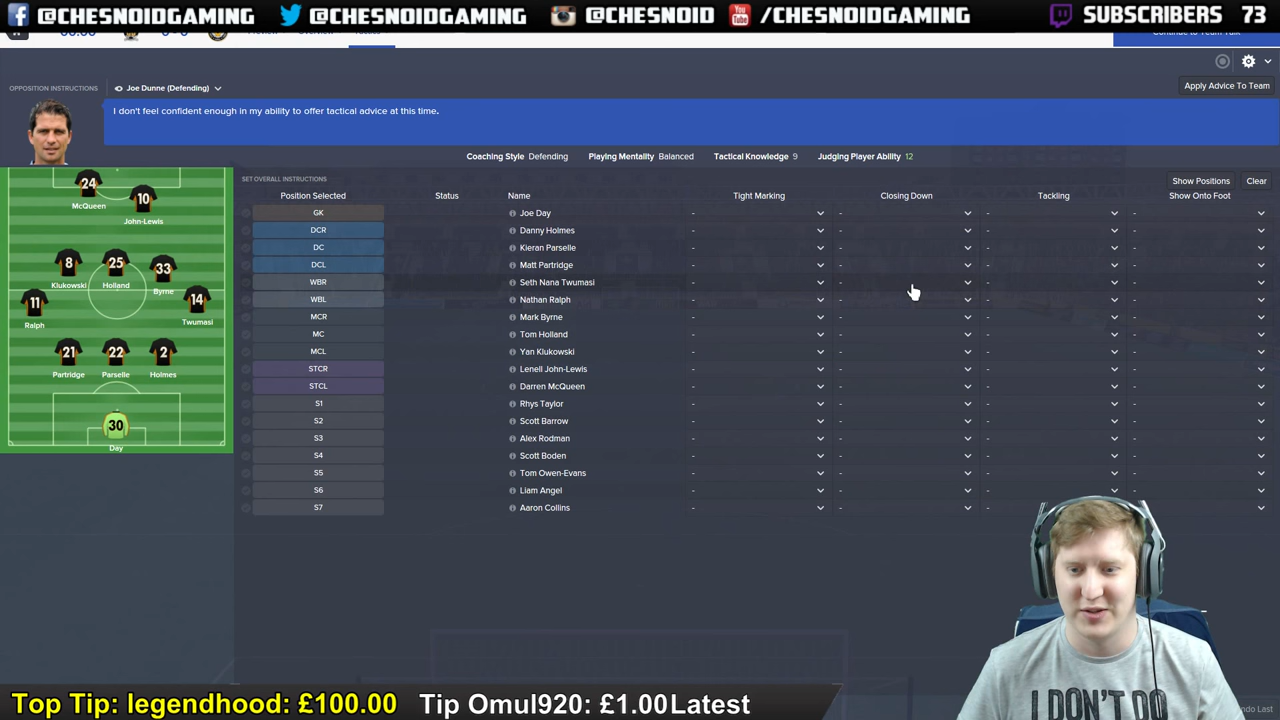 @CHESNOIDGAMING @CHESNOIDGAMING @CHESNOID /CHESNOIDGAMING SUBSCRIBERS 73
Continue to Team Talk
OPPOSITION INSTRUCTIONS Joe Dunne (Defending)
Apply Advice To Team
I don't feel confident enough in my ability to offer tactical advice at this time.
Coaching Style Defending Playing Mentality Balanced Tactical Knowledge 9 Judging Player Ability 12
SET OVERALL INSTRUCTIONS
Show Positions Clear
Position Selected Status Name Tight Marking Closing Down Tackling Show Onto Foot
GK Joe Day - - - -
DCR Danny Holmes - - - -
DC Kieran Parselle - - - -
DCL Matt Partridge - - - -
WBR Seth Nana Twumasi - - - -
WBL Nathan Ralph - - - -
MCR Mark Byrne - - - -
MC Tom Holland - - - -
MCL Yan Klukowski - - - -
STCR Lenell John-Lewis - - - -
STCL Darren McQueen - - - -
S1 Rhys Taylor - - - -
S2 Scott Barrow - - - -
S3 Alex Rodman - - - -
S4 Scott Boden - - - -
S5 Tom Owen-Evans - - - -
S6 Liam Angel - - - -
S7 Aaron Collins - - - -
24
McQueen
10
John-Lewis
8
Klukowski
25
Holland
33
Byrne
11
Ralph
14
Twumasi
21
Partridge
22
Parselle
2
Holmes
30
Day
I DON'T DO
Top Tip: legendhood: £100.00 Tip Omul920: £1.00Latest